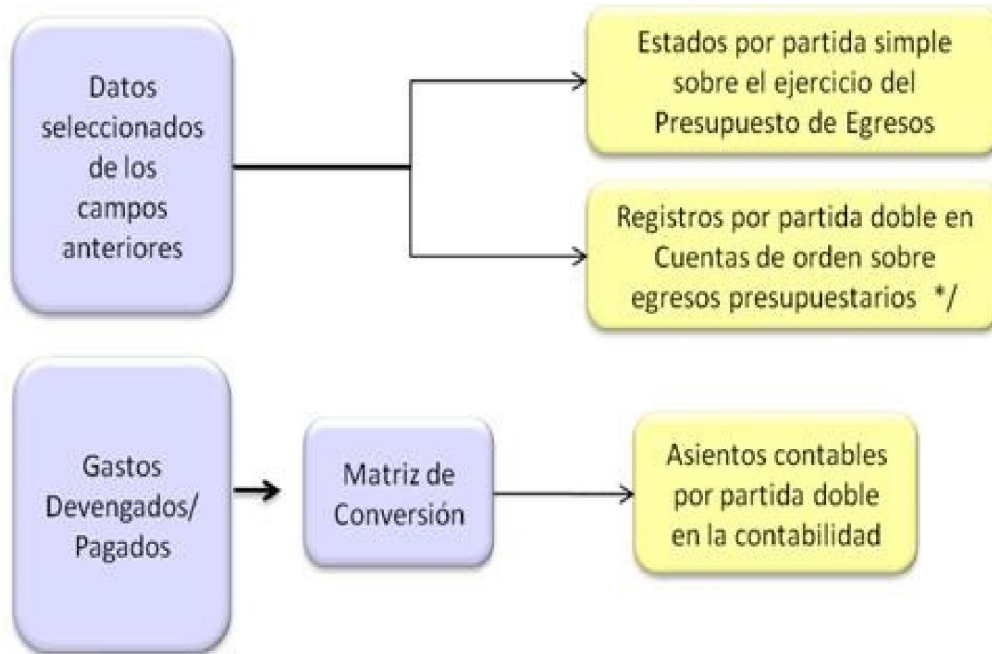 Datos
seleccionados
de los
campos
anteriores
Estados por partida simple
sobre el ejercicio del
Presupuesto de Egresos
Registros por partida doble en
Cuentas de orden sobre
egresos presupuestarios */
Gastos
Devengados/
Pagados
Matriz de
Conversión
Asientos contables
por partida doble
en la contabilidad